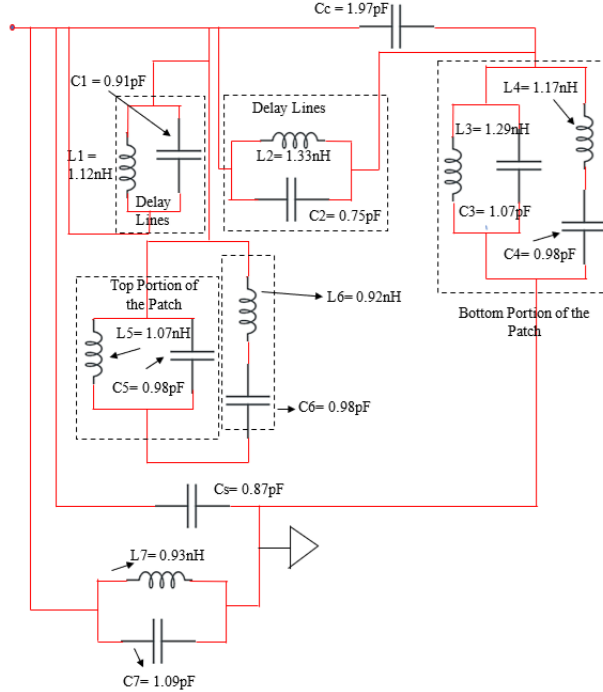 Cc = 1.97pF
C1 = 0.91pF
L1 =
1.12nH
Delay
Lines
Delay Lines
L2 = 1.33nH
C2 = 0.75pF
L4= 1.17nH
L3= 1.29nH
C3= 1.07pF
C4= 0.98pF
Bottom Portion of the
Patch
Top Portion of
the Patch
L5= 1.07nH
C5= 0.98pF
L6= 0.92nH
C6= 0.98pF
Cs= 0.87pF
L7= 0.93nH
C7= 1.09pF